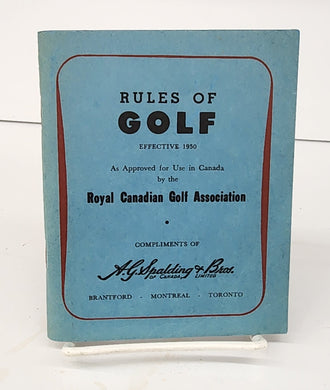 RULES OF
GOLF
EFFECTIVE 1950
As Approved for Use in Canada
by the
Royal Canadian Golf Association
•
COMPLIMENTS OF
A.G. Spalding & Bros.
OF CANADA LIMITED
BRANTFORD - MONTREAL - TORONTO